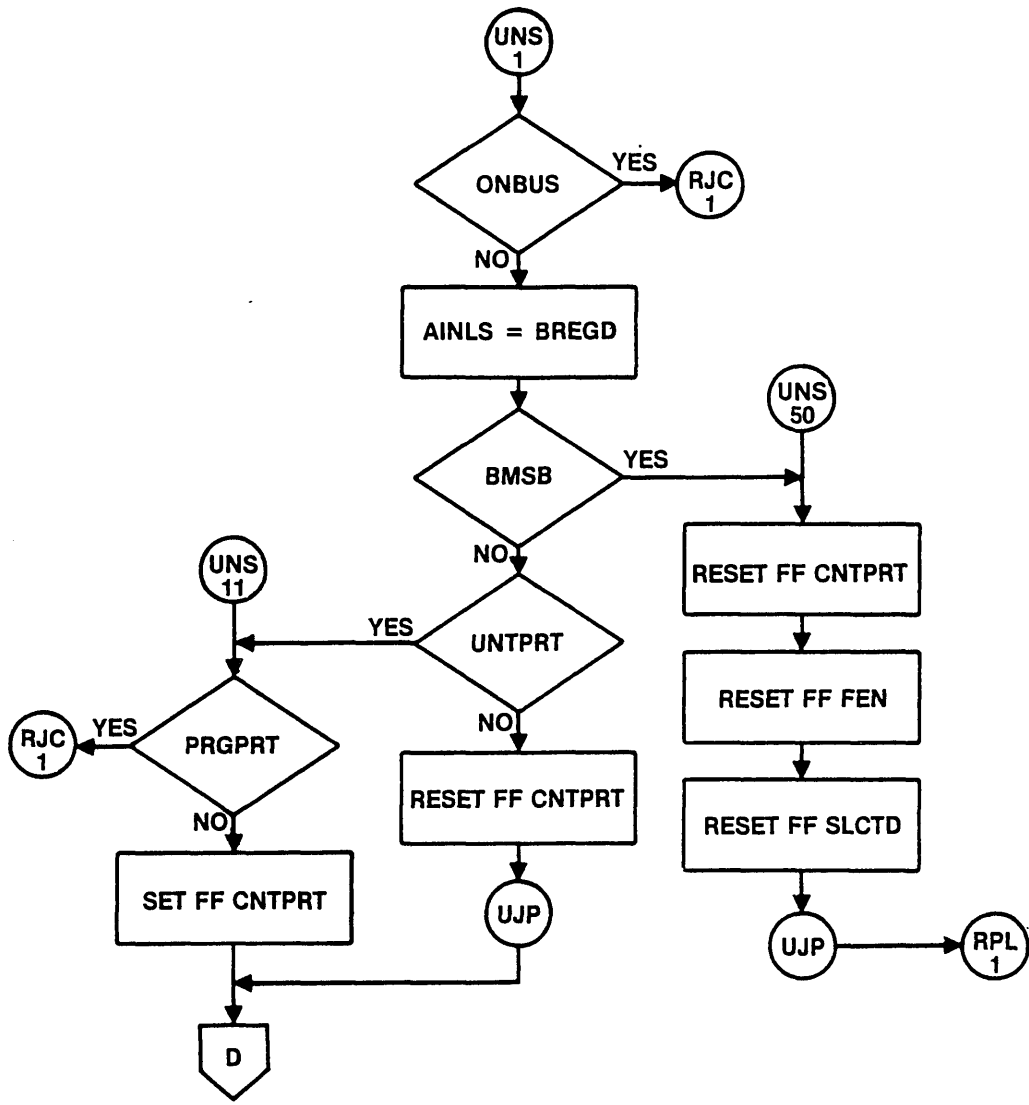 UNS
1
ONBUS
YES
RJC
1
NO
AINLS = BREGD
UNS
50
BMSB
YES
NO
RESET FF CNTPRT
UNS
11
YES
UNTPRT
NO
RESET FF FEN
RJC
1
YES
PRGPRT
NO
RESET FF CNTPRT
RESET FF SLCTD
SET FF CNTPRT
UJP
UJP
RPL
1
D